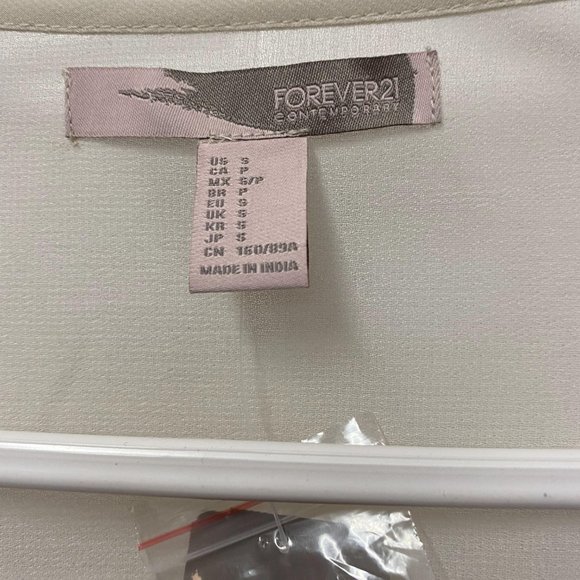 FOREVER21
CONTEMPORARY
US S
CA P
MX S/P
BR P
EU S
UK S
KR S
JP S
CN 160/89A
MADE IN INDIA